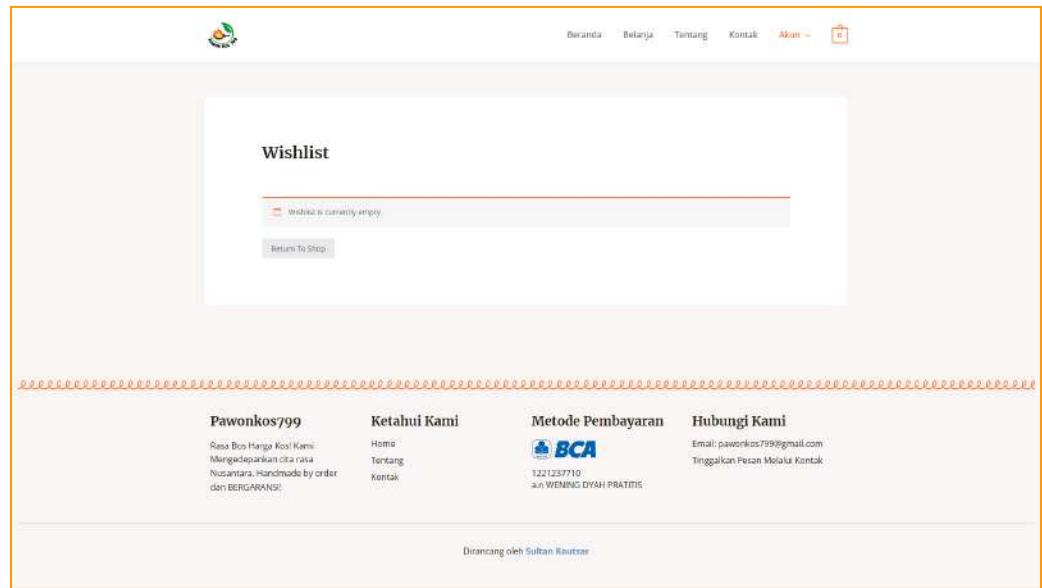 Beranda Belanja Tentang Kontak Akun 0
Wishlist
Wishlist is currently empty.
Return To Shop
Pawonkos799
Rasa Bos Harga Kos! Kami
Mengedepankan cita rasa
Nusantara. Handmade by order
dan BERGARANSI!
Ketahui Kami
Home
Tentang
Kontak
Metode Pembayaran
BCA
1221237710
a.n WENING DYAH PRATITIS
Hubungi Kami
Email: pawonkos799@gmail.com
Tinggalkan Pesan Melalui Kontak
Dirancang oleh Sultan Kautsar